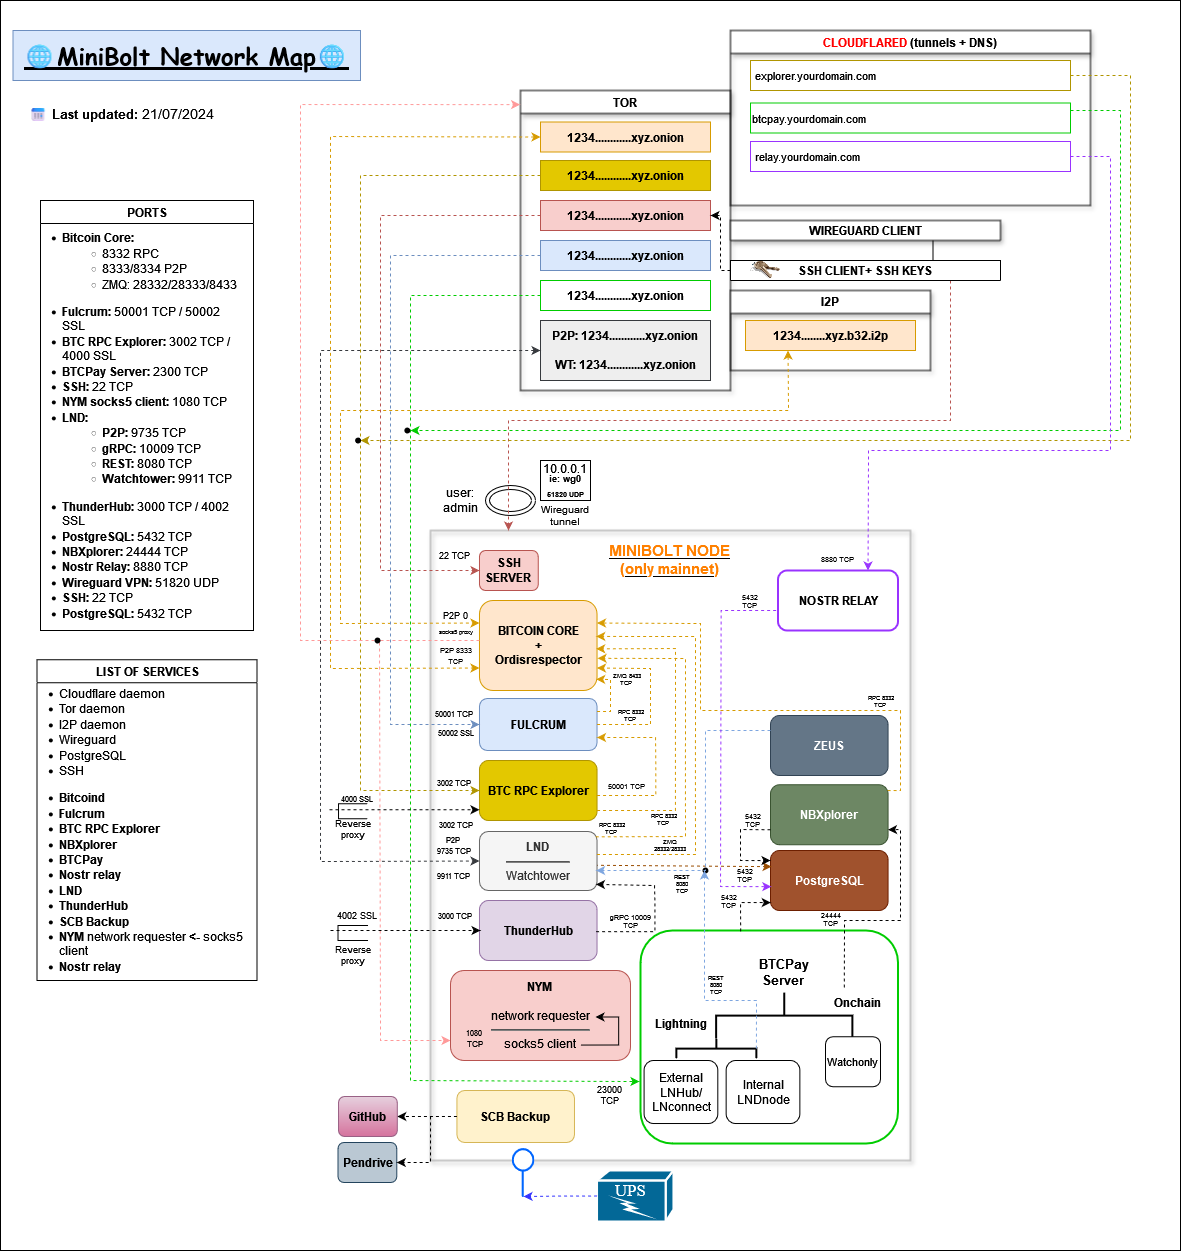 MiniBolt Network Map
Last updated: 21/07/2024
PORTS
Bitcoin Core:
8332 RPC
8333/8334 P2P
ZMQ: 28332/28333/8433
Fulcrum: 50001 TCP / 50002
SSL
BTC RPC Explorer: 3002 TCP /
4000 SSL
BTCPay Server: 2300 TCP
SSH: 22 TCP
NYM socks5 client: 1080 TCP
LND:
P2P: 9735 TCP
gRPC: 10009 TCP
REST: 8080 TCP
Watchtower: 9911 TCP
ThunderHub: 3000 TCP / 4002
SSL
PostgreSQL: 5432 TCP
NBXplorer: 24444 TCP
Nostr Relay: 8880 TCP
Wireguard VPN: 51820 UDP
SSH: 22 TCP
PostgreSQL: 5432 TCP
LIST OF SERVICES
Cloudflare daemon
Tor daemon
I2P daemon
Wireguard
PostgreSQL
SSH
Bitcoind
Fulcrum
BTC RPC Explorer
NBXplorer
BTCPay
Nostr relay
LND
ThunderHub
SCB Backup
NYM network requester <- socks5
client
Nostr relay
TOR
1234............xyz.onion
1234............xyz.onion
1234............xyz.onion
1234............xyz.onion
1234............xyz.onion
P2P: 1234............xyz.onion
WT: 1234............xyz.onion
CLOUDFLARED (tunnels + DNS)
explorer.yourdomain.com
btcpay.yourdomain.com
relay.yourdomain.com
WIREGUARD CLIENT
SSH CLIENT+ SSH KEYS
I2P
1234........xyz.b32.i2p
user:
admin
10.0.0.1
ie: wg0
51820 UDP
Wireguard
tunnel
MINIBOLT NODE
(only mainnet)
22 TCP
SSH
SERVER
8880 TCP
NOSTR RELAY
5432
TCP
P2P 0
socks5 proxy
P2P 8333
TCP
BITCOIN CORE
+
Ordisrespector
ZMQ 8433
TCP
RPC 8332
TCP
RPC 8332
TCP
50001 TCP
50002 SSL
FULCRUM
ZEUS
3002 TCP
BTC RPC Explorer
50001 TCP
4000 SSL
Reverse
proxy
3002 TCP
RPC 8332
TCP
RPC 8332
TCP
NBXplorer
5432
TCP
P2P
9735 TCP
9911 TCP
LND
Watchtower
ZMQ
28332/28333
REST
8080
TCP
5432
TCP
PostgreSQL
5432
TCP
24444
TCP
4002 SSL
Reverse
proxy
3000 TCP
ThunderHub
gRPC 10009
TCP
NYM
network requester
socks5 client
1080
TCP
REST
8080
TCP
BTCPay
Server
Onchain
Lightning
Watchonly
External
LNHub/
LNconnect
Internal
LNDnode
23000
TCP
GitHub
Pendrive
SCB Backup
UPS